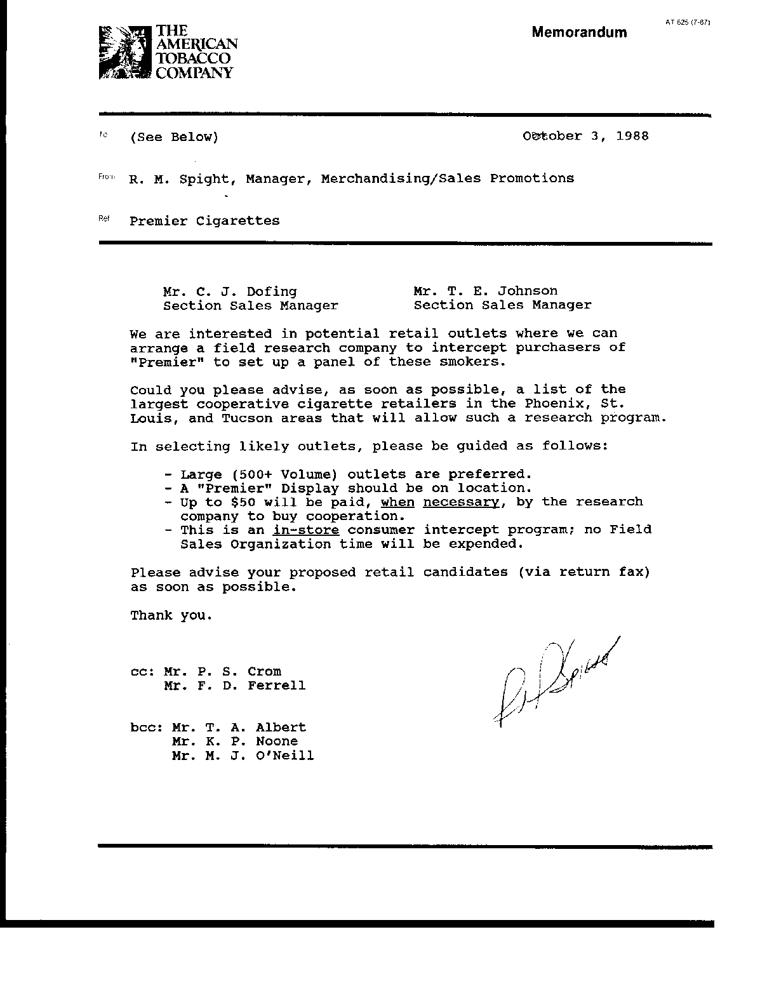 THE
AMERICAN
TOBACCO
COMPANY
Memorandum
AT 625 (7-87)
To (See Below) October 3, 1988
From R. M. Spight, Manager, Merchandising/Sales Promotions
Ref Premier Cigarettes
Mr. C. J. Dofing Mr. T. E. Johnson
Section Sales Manager Section Sales Manager
We are interested in potential retail outlets where we can
arrange a field research company to intercept purchasers of
"Premier" to set up a panel of these smokers.
Could you please advise, as soon as possible, a list of the
largest cooperative cigarette retailers in the Phoenix, St.
Louis, and Tucson areas that will allow such a research program.
In selecting likely outlets, please be guided as follows:
- Large (500+ Volume) outlets are preferred.
- A "Premier" Display should be on location.
- Up to $50 will be paid, when necessary, by the research
company to buy cooperation.
- This is an in-store consumer intercept program; no Field
Sales Organization time will be expended.
Please advise your proposed retail candidates (via return fax)
as soon as possible.
Thank you.
cc: Mr. P. S. Crom
Mr. F. D. Ferrell
bcc: Mr. T. A. Albert
Mr. K. P. Noone
Mr. M. J. O'Neill